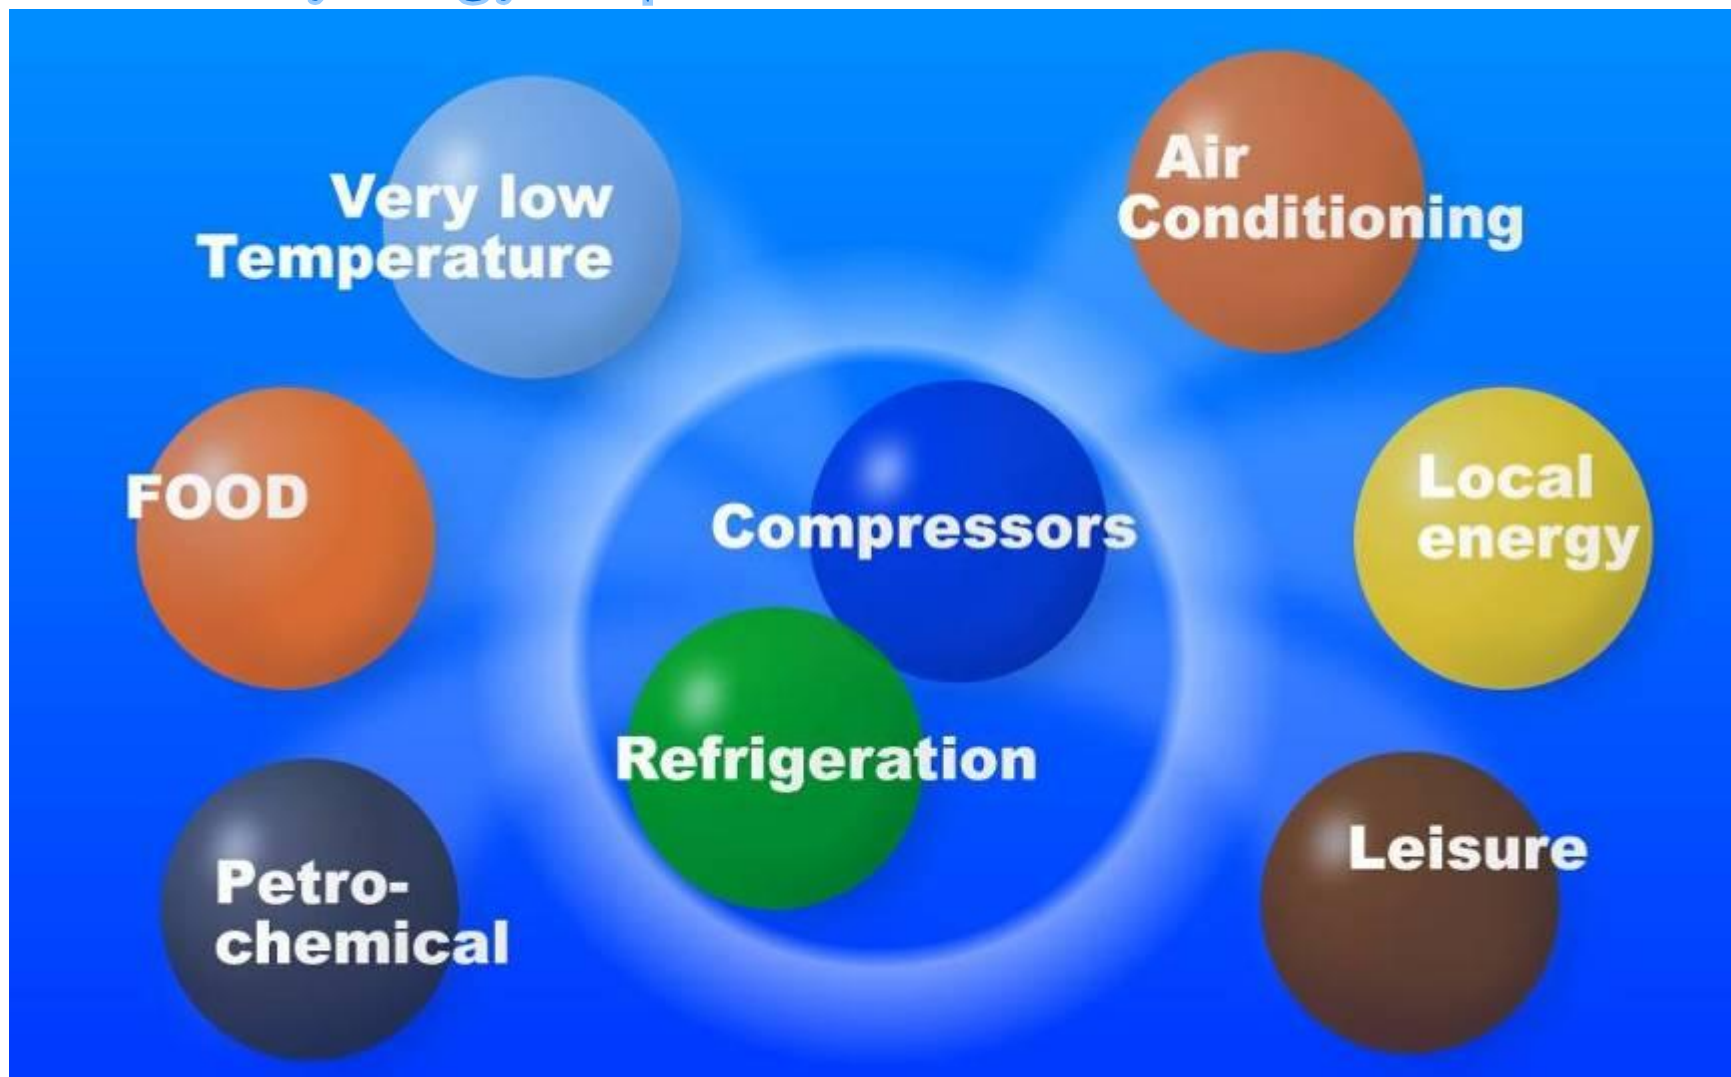 Very low
Temperature
Air
Conditioning
FOOD
Local
energy
Compressors
Refrigeration
Petro-
chemical
Leisure